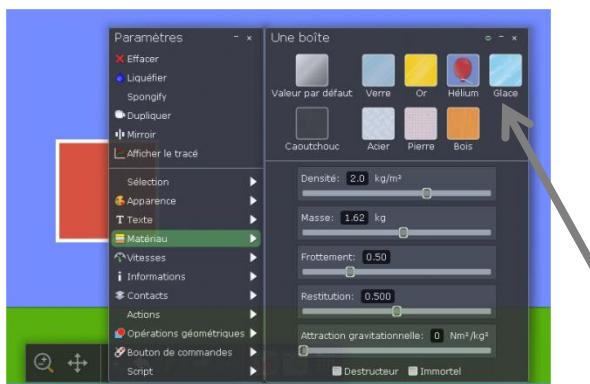 Paramètres
Effacer
Liquéfier
Spongify
Dupliquer
Mirroir
Afficher le tracé
Sélection
Apparence
T Texte
Matériau
Vitesses
i Informations
Contacts
Actions
Opérations géométriques
Bouton de commandes
Script
Une boîte
Valeur par défaut Verre Or Hélium Glace
Caoutchouc Acier Pierre Bois
Densité: 2.0 kg/m²
Masse: 1.62 kg
Frottement: 0.50
Restitution: 0.500
Attraction gravitationnelle: 0 Nm²/kg²
Destructeur Immortel